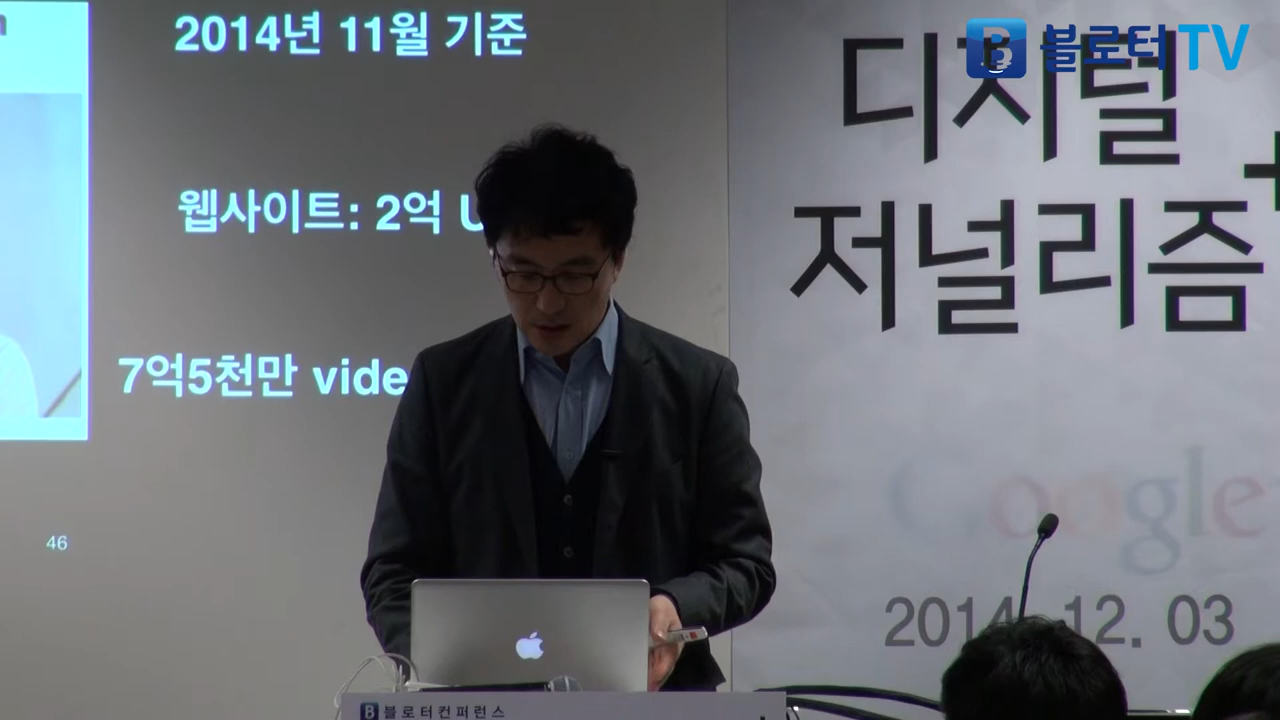 2014년 11월 기준
웹사이트: 2억
7억5천만
46
블로터TV
디지털
저널리즘
Google
2014. 12. 03
블로터컨퍼런스